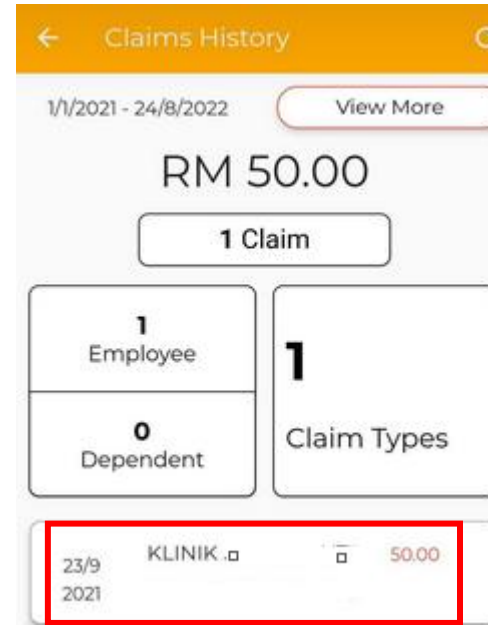 Claims History
1/1/2021 - 24/8/2022
View More
RM 50.00
1 Claim
1
Employee
0
Dependent
1
Claim Types
23/9
2021
KLINIK
50.00